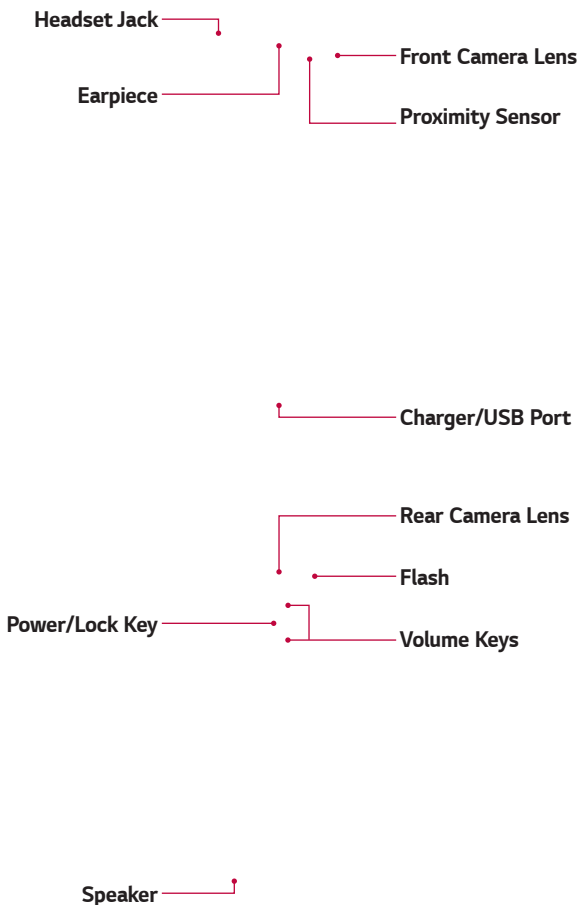 Headset Jack
Front Camera Lens
Earpiece
Proximity Sensor
Charger/USB Port
Rear Camera Lens
Flash
Power/Lock Key
Volume Keys
Speaker